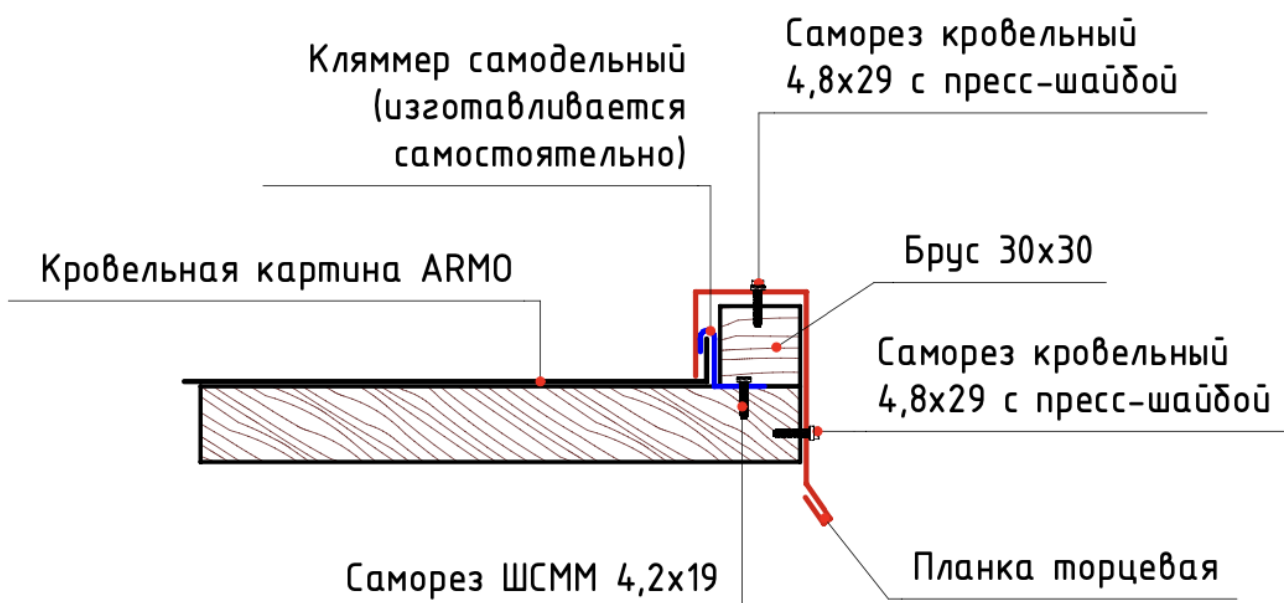 Кляммер самодельный
(изготавливается
самостоятельно)
Саморез кровельный
4,8х29 с пресс-шайбой
Кровельная картина ARMO
Брус 30х30
Саморез кровельный
4,8х29 с пресс-шайбой
Саморез ШСММ 4,2х19
Планка торцевая